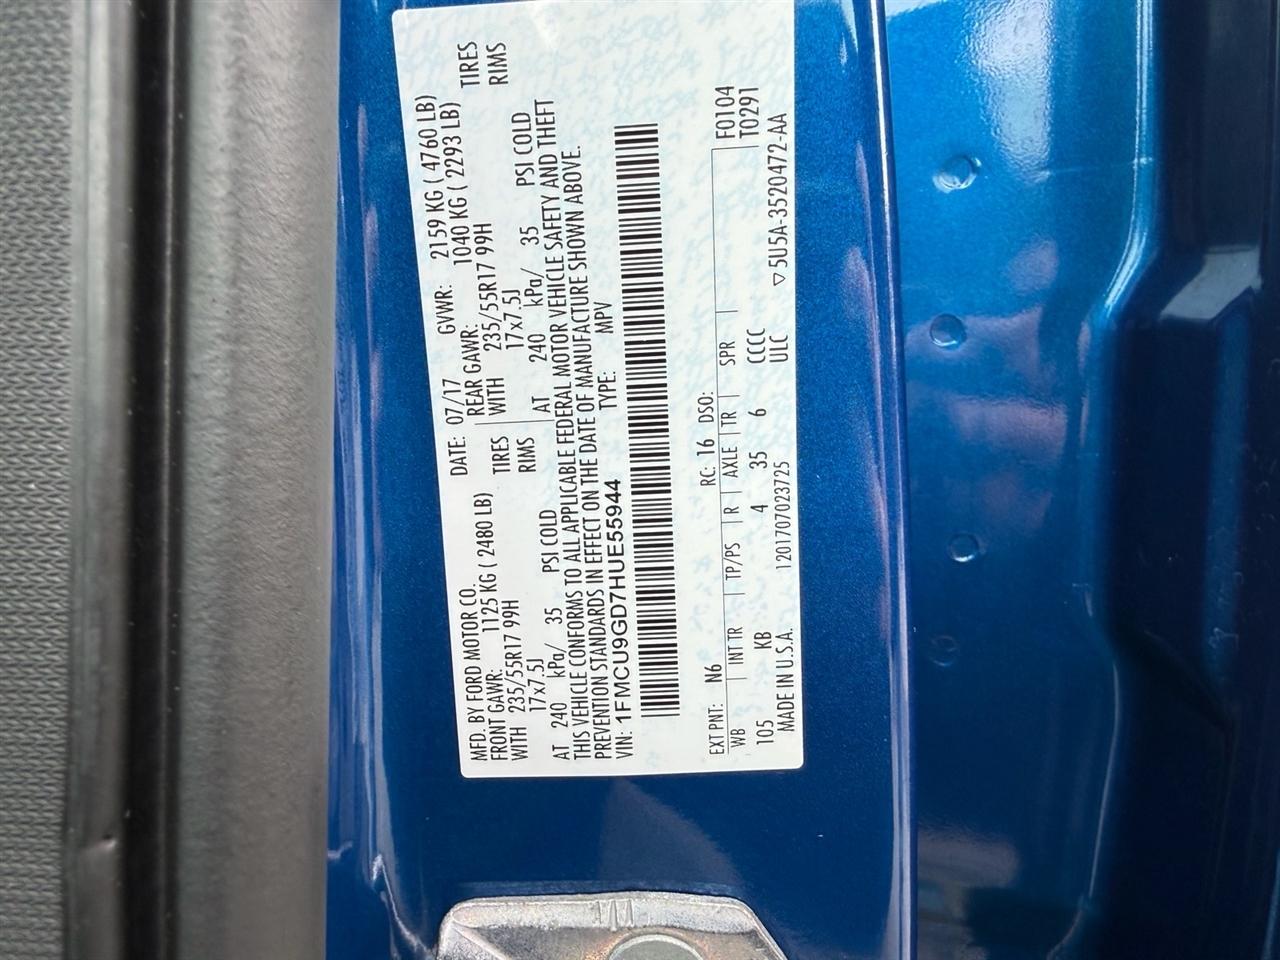 MFD. BY FORD MOTOR CO. DATE: 07/17 GVWR: 2159 KG ( 4760 LB)
FRONT GAWR: 1125 KG ( 2480 LB) REAR GAWR: 1040 KG ( 2293 LB)
WITH 235/55R17 99H TIRES WITH 235/55R17 99H TIRES
17x7.5J RIMS 17x7.5J RIMS
AT 240 kPa/ 35 PSI COLD AT 240 kPa/ 35 PSI COLD
THIS VEHICLE CONFORMS TO ALL APPLICABLE FEDERAL MOTOR VEHICLE SAFETY AND THEFT
PREVENTION STANDARDS IN EFFECT ON THE DATE OF MANUFACTURE SHOWN ABOVE.
VIN: 1FMCU9GD7HUE55944 TYPE: MPV
EXT PNT: N6 RC: 16 DSO: F0104
WB INT TR TP/PS R AXLE TR SPR T0291
105 KB 4 35 6 CCCC
MADE IN U.S.A. 120170702372​5 ULC ▽ 5U5A-3520472-AA